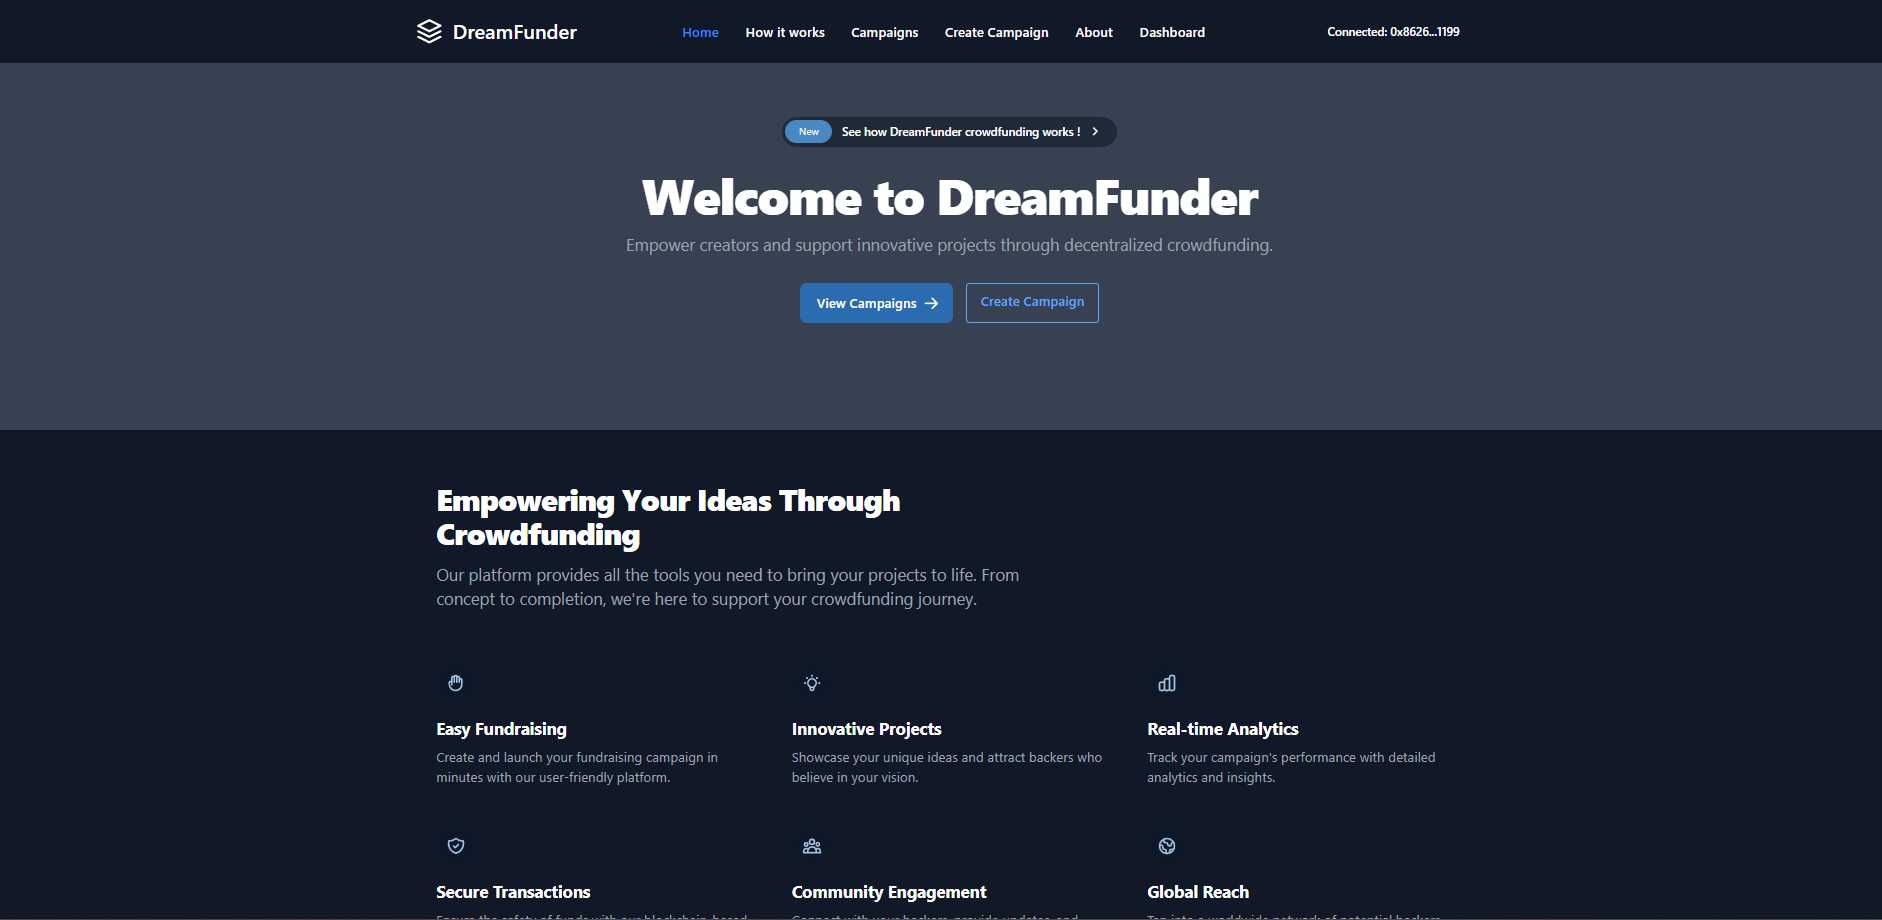 DreamFunder
Home How it works Campaigns Create Campaign About Dashboard
Connected: 0x8626...1199
New See how DreamFunder crowdfunding works !
Welcome to DreamFunder
Empower creators and support innovative projects through decentralized crowdfunding.
View Campaigns Create Campaign
Empowering Your Ideas Through
Crowdfunding
Our platform provides all the tools you need to bring your projects to life. From
concept to completion, we're here to support your crowdfunding journey.
Easy Fundraising
Create and launch your fundraising campaign in
minutes with our user-friendly platform.
Innovative Projects
Showcase your unique ideas and attract backers who
believe in your vision.
Real-time Analytics
Track your campaign's performance with detailed
analytics and insights.
Secure Transactions
Community Engagement
Global Reach